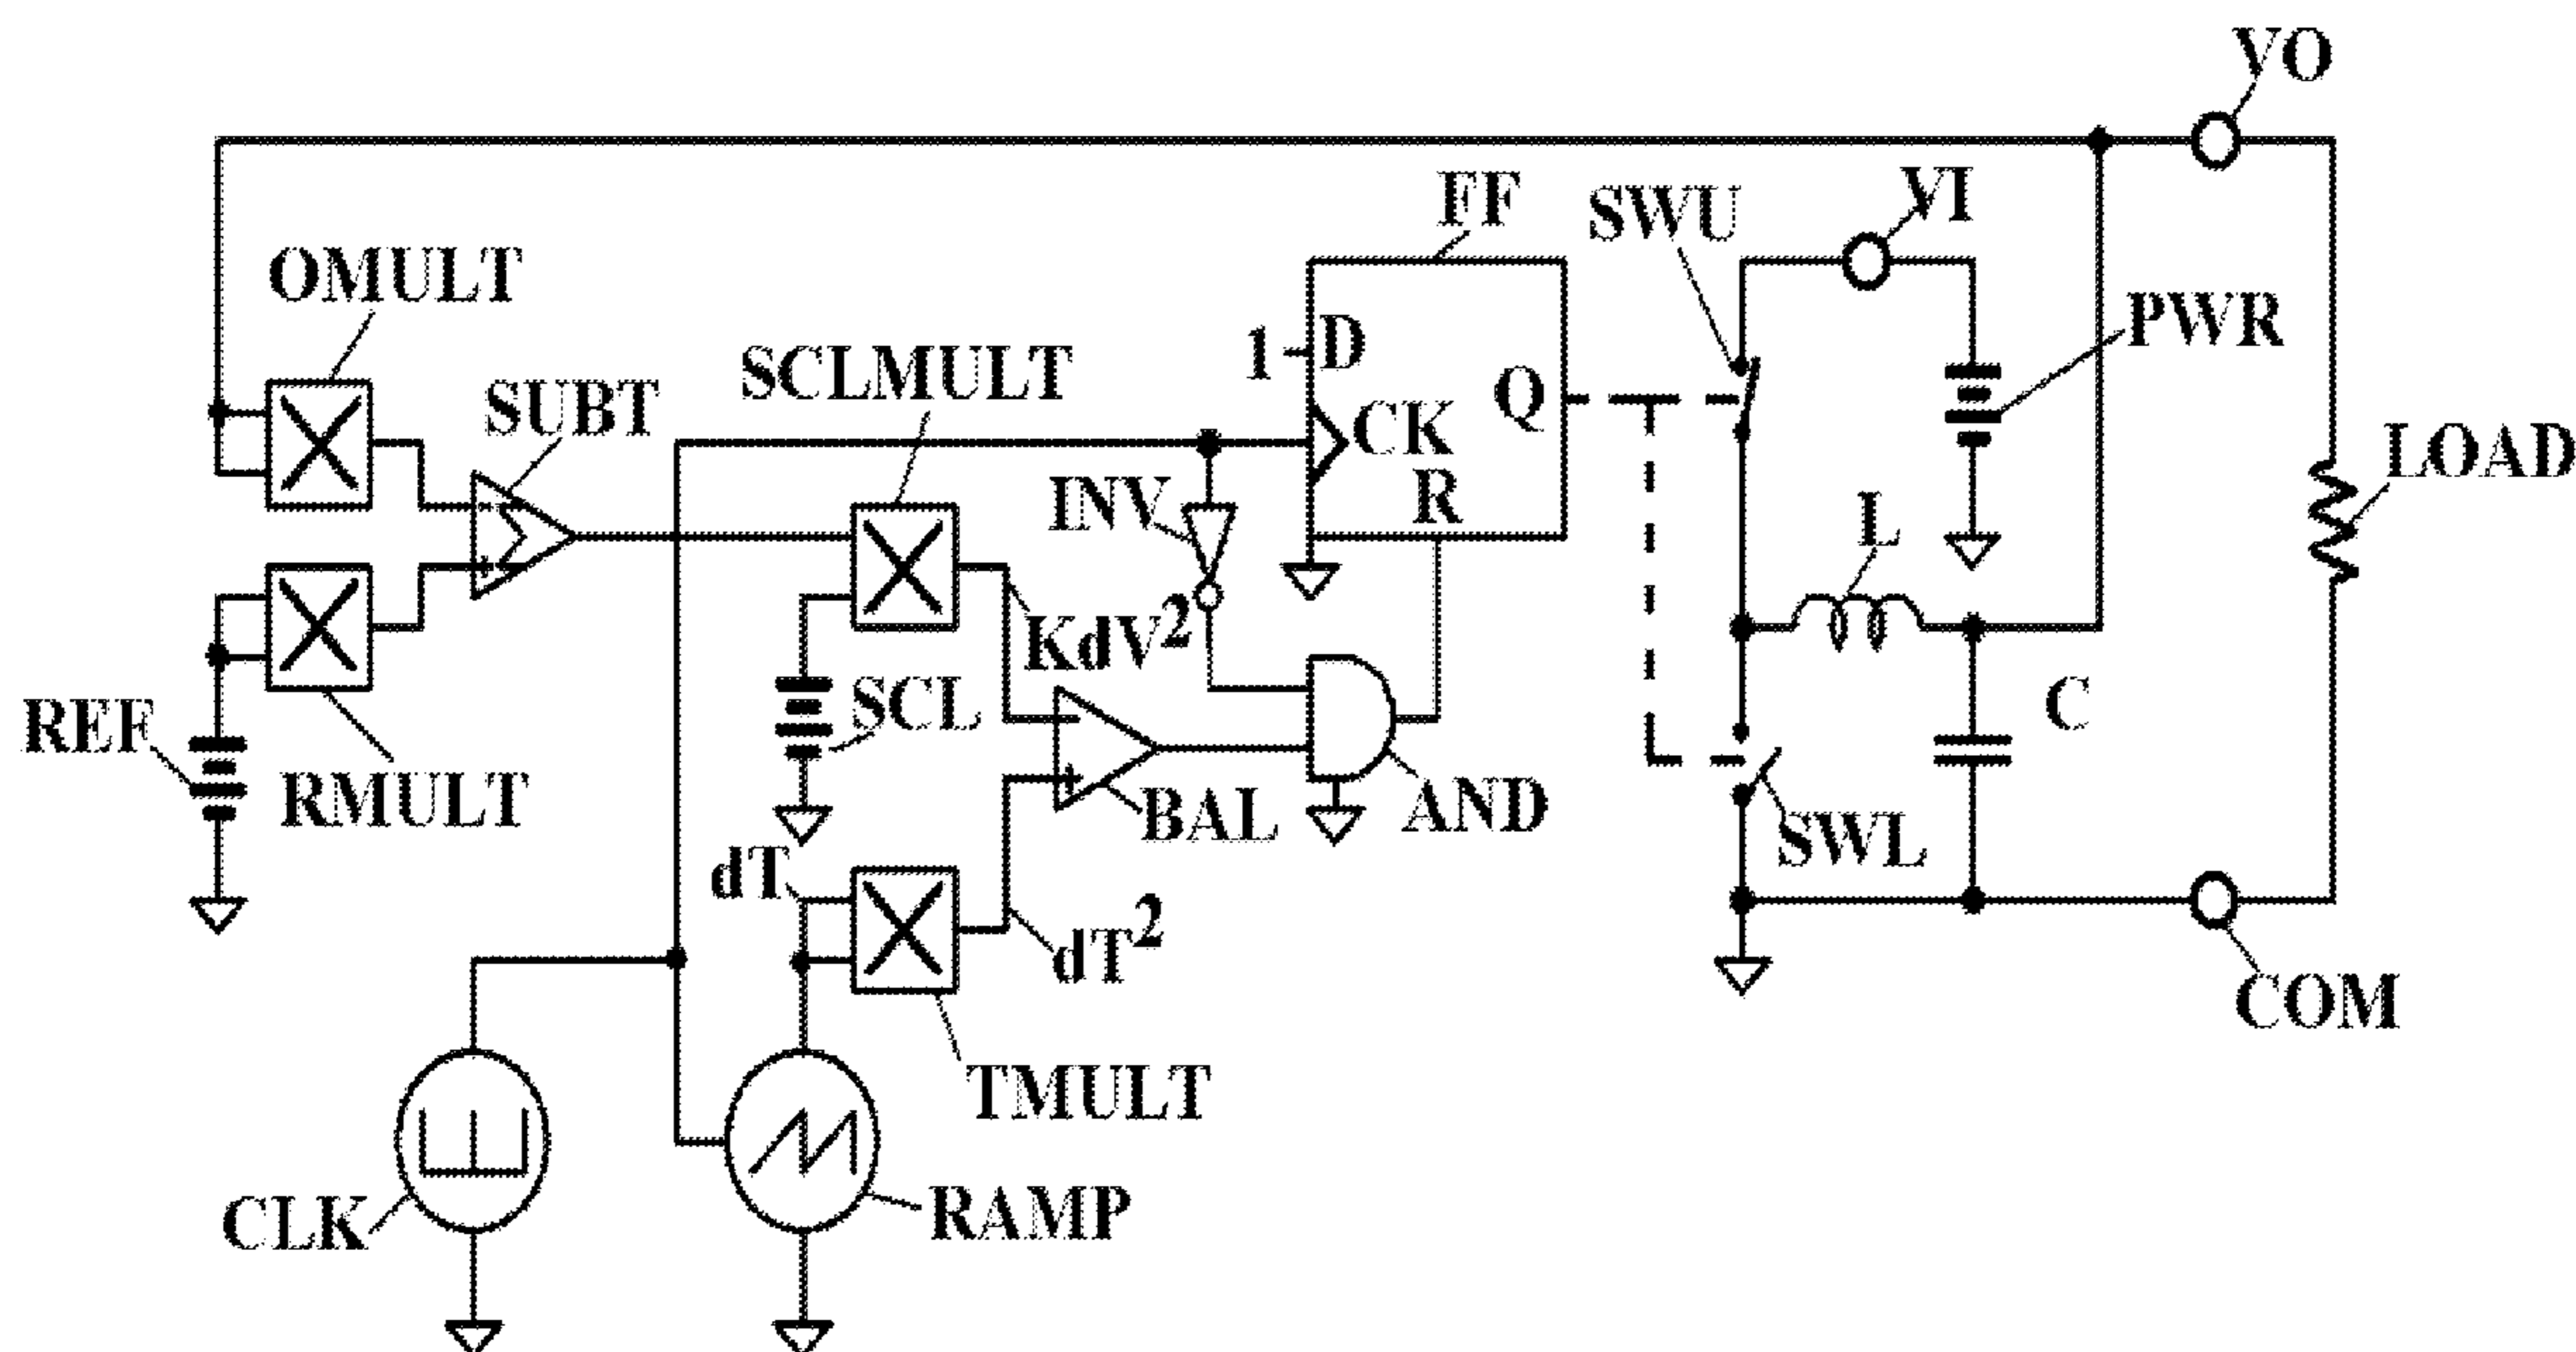 VO
FF
SWU
VI
OMULT
1
D
PWR
SCLMULT
SUBT
Q
CK
LOAD
INV
R
L
KdV²
REF
SCL
C
RMULT
BAL
AND
SWL
dT
dT²
COM
TMULT
CLK
RAMP